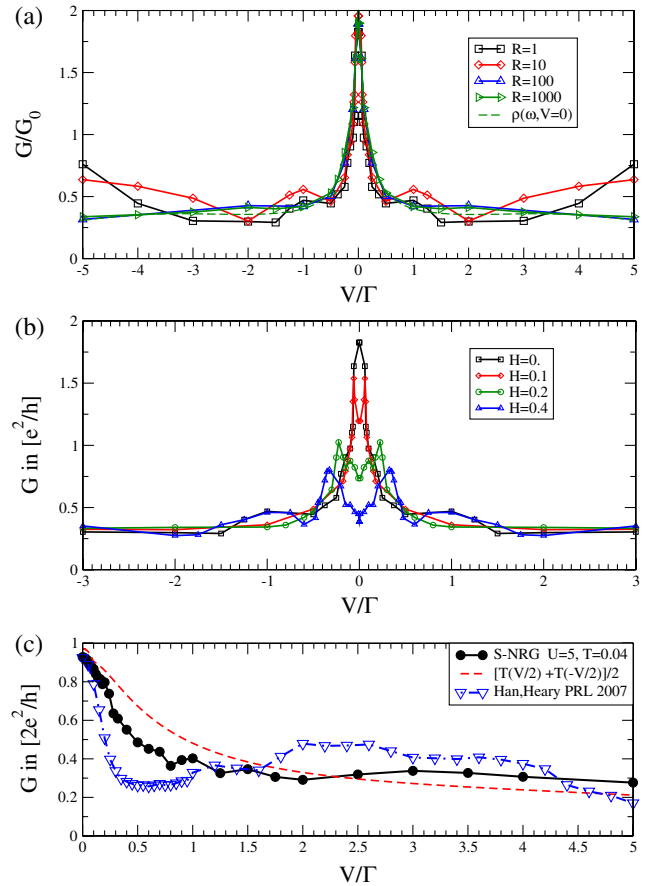 (a)
2
1.5
1
0.5
0
G/G₀
R=1
R=10
R=100
R=1000
ρ(ω,V=0)
-5 -4 -3 -2 -1 0 1 2 3 4 5
V/Γ
(b)
2
1.5
1
0.5
0
G in [e²/h]
H=0.
H=0.1
H=0.2
H=0.4
-3 -2 -1 0 1 2 3
V/Γ
(c)
1
0.8
0.6
0.4
0.2
0
G in [2e²/h]
S-NRG U=5, T=0.04
[T(V/2) +T(-V/2)]/2
Han,Heary PRL 2007
0 0.5 1 1.5 2 2.5 3 3.5 4 4.5 5
V/Γ